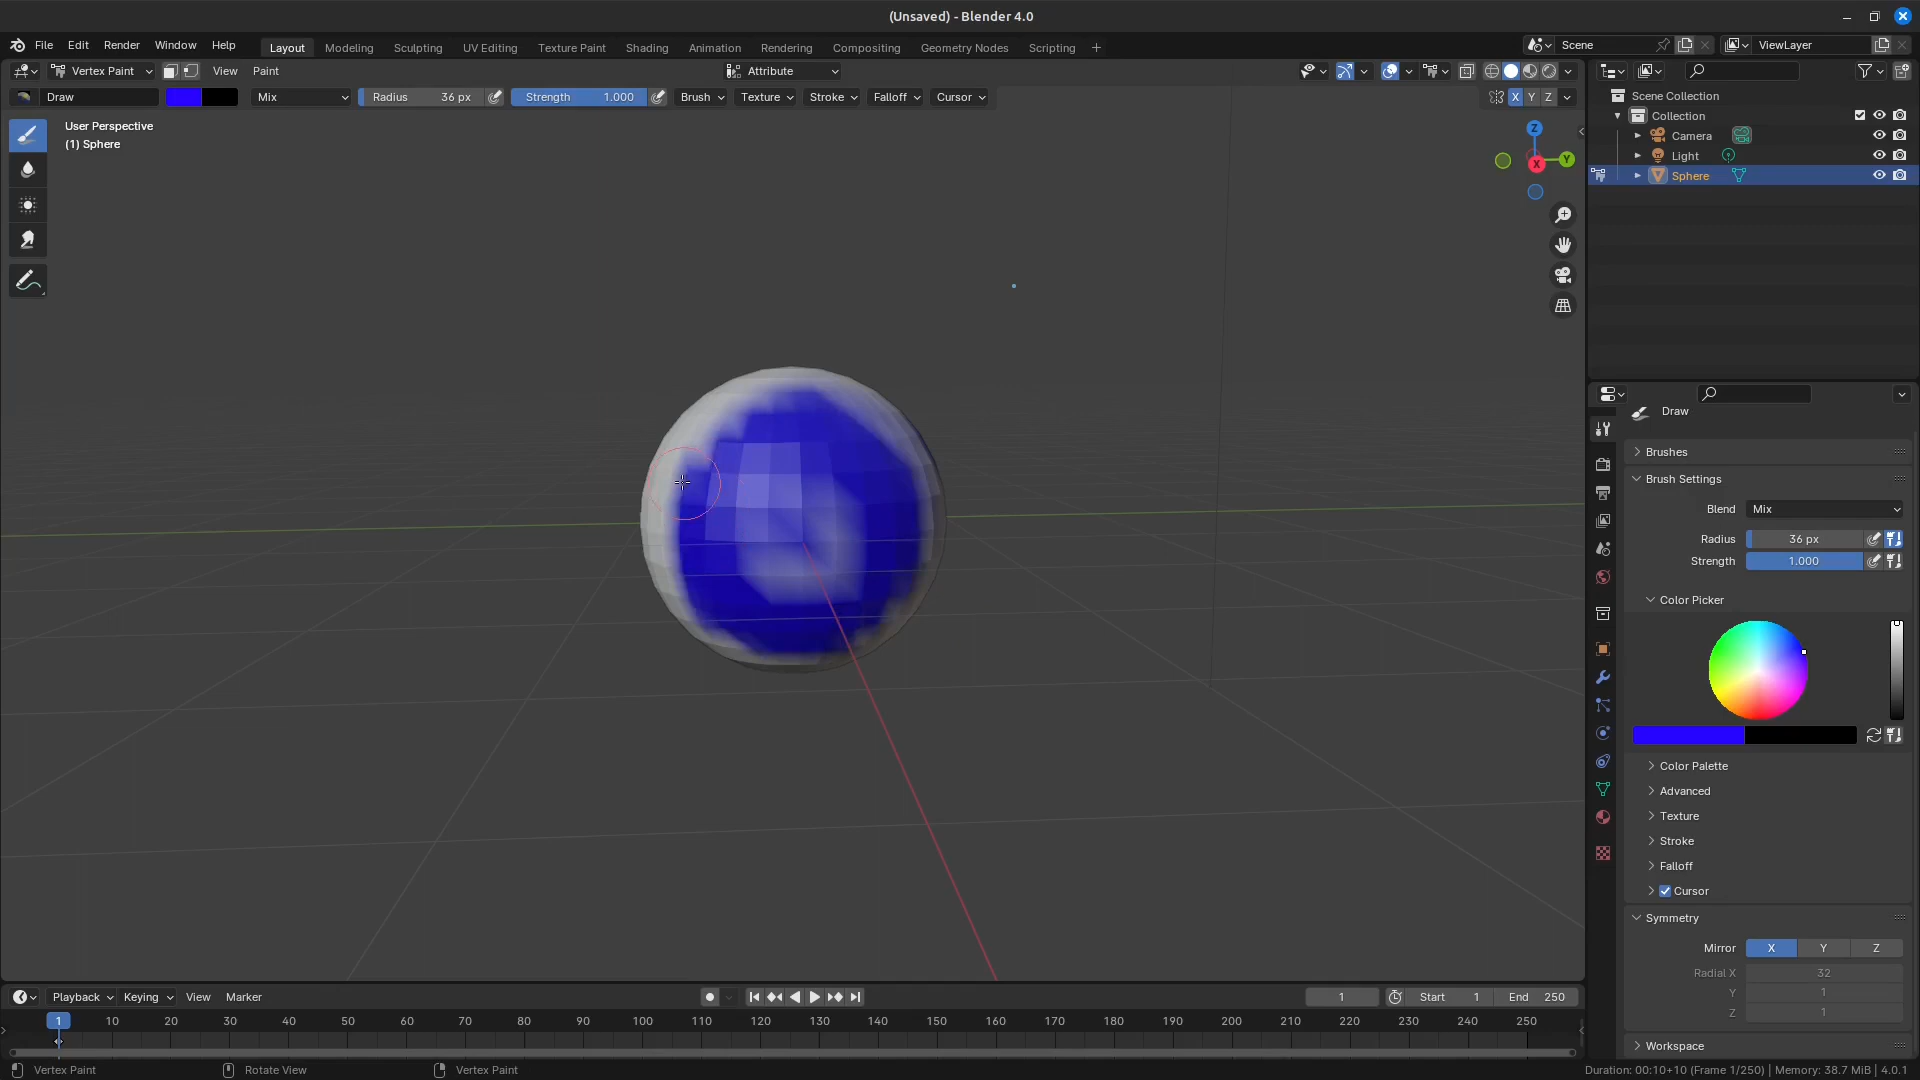 (Unsaved) - Blender 4.0
File Edit Render Window Help Layout Modeling Sculpting UV Editing Texture Paint Shading Animation Rendering Compositing Geometry Nodes Scripting + Scene ViewLayer
Vertex Paint View Paint Attribute
Draw Mix Radius 36 px Strength 1.000 Brush Texture Stroke Falloff Cursor X Y Z
User Perspective
(1) Sphere
Z
Y
X
Scene Collection
Collection
Camera
Light
Sphere
Draw
Brushes
Brush Settings
Blend Mix
Radius 36 px
Strength 1.000
Color Picker
Color Palette
Advanced
Texture
Stroke
Falloff
Cursor
Symmetry
Mirror X Y Z
Radial X 32
Y 1
Z 1
Workspace
Playback Keying View Marker 1 Start 1 End 250
1 10 20 30 40 50 60 70 80 90 100 110 120 130 140 150 160 170 180 190 200 210 220 230 240 250
Vertex Paint Rotate View Vertex Paint Duration: 00:10+10 (Frame 1/250) | Memory: 38.7 MiB | 4.0.1